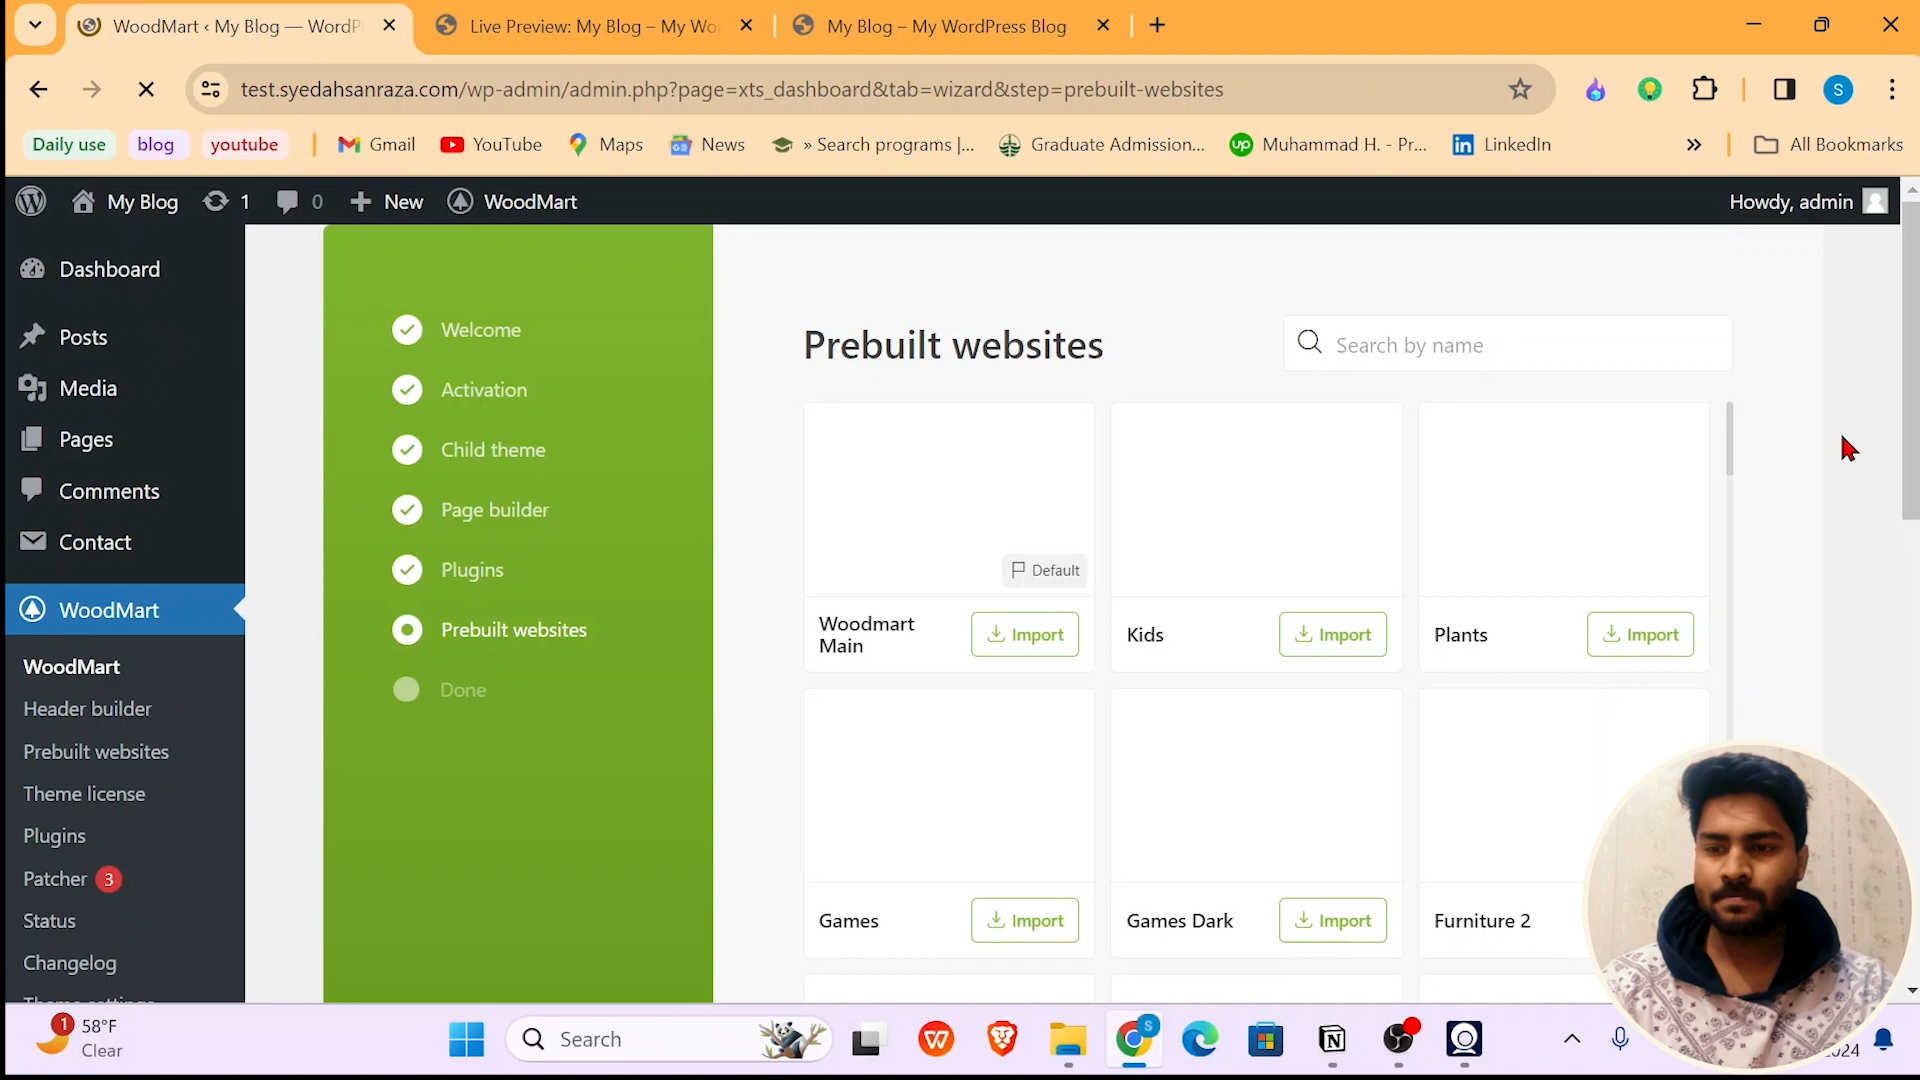 WoodMart ‹ My Blog — WordP
Live Preview: My Blog – My Wo
My Blog – My WordPress Blog
test.syedahsanraza.com/wp-admin/admin.php?page=xts_dashboard&tab=wizard&step=prebuilt-websites
S
Daily use
blog
youtube
Gmail
YouTube
Maps
News
» Search programs |...
Graduate Admission...
up
Muhammad H. - Pr...
LinkedIn
All Bookmarks
My Blog
1
0
New
WoodMart
Howdy, admin
Dashboard
Posts
Media
Pages
Comments
Contact
WoodMart
WoodMart
Header builder
Prebuilt websites
Theme license
Plugins
Patcher 3
Status
Changelog
Theme settings
Welcome
Activation
Child theme
Page builder
Plugins
Prebuilt websites
Done
Prebuilt websites
Search by name
Default
Woodmart
Main
Import
Kids
Import
Plants
Import
Games
Import
Games Dark
Import
Furniture 2
1
58°F
Clear
Search
S